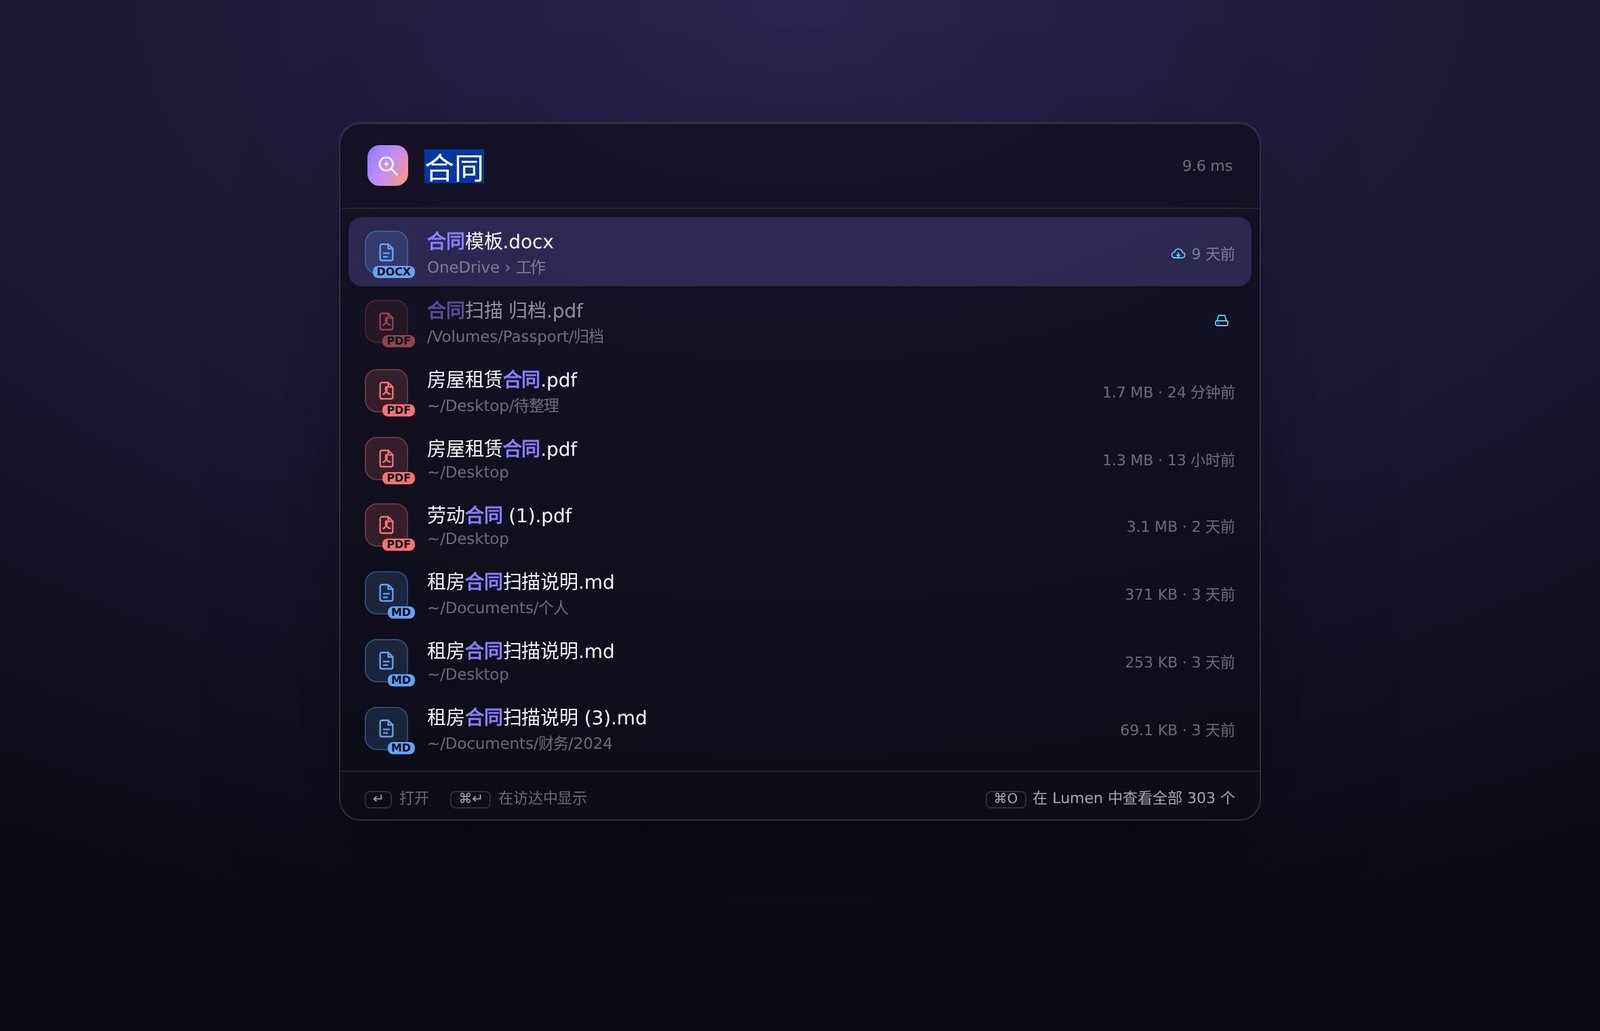 合同
9.6 ms
合同模板.docx
DOCX
OneDrive › 工作
9 天前
合同扫描 归档.pdf
PDF
/Volumes/Passport/归档
房屋租赁合同.pdf
PDF
~/Desktop/待整理
1.7 MB · 24 分钟前
房屋租赁合同.pdf
PDF
~/Desktop
1.3 MB · 13 小时前
劳动合同 (1).pdf
PDF
~/Desktop
3.1 MB · 2 天前
租房合同扫描说明.md
MD
~/Documents/个人
371 KB · 3 天前
租房合同扫描说明.md
MD
~/Desktop
253 KB · 3 天前
租房合同扫描说明 (3).md
MD
~/Documents/财务/2024
69.1 KB · 3 天前
↵ 打开 ⌘↵ 在访达中显示
⌘O 在 Lumen 中查看全部 303 个